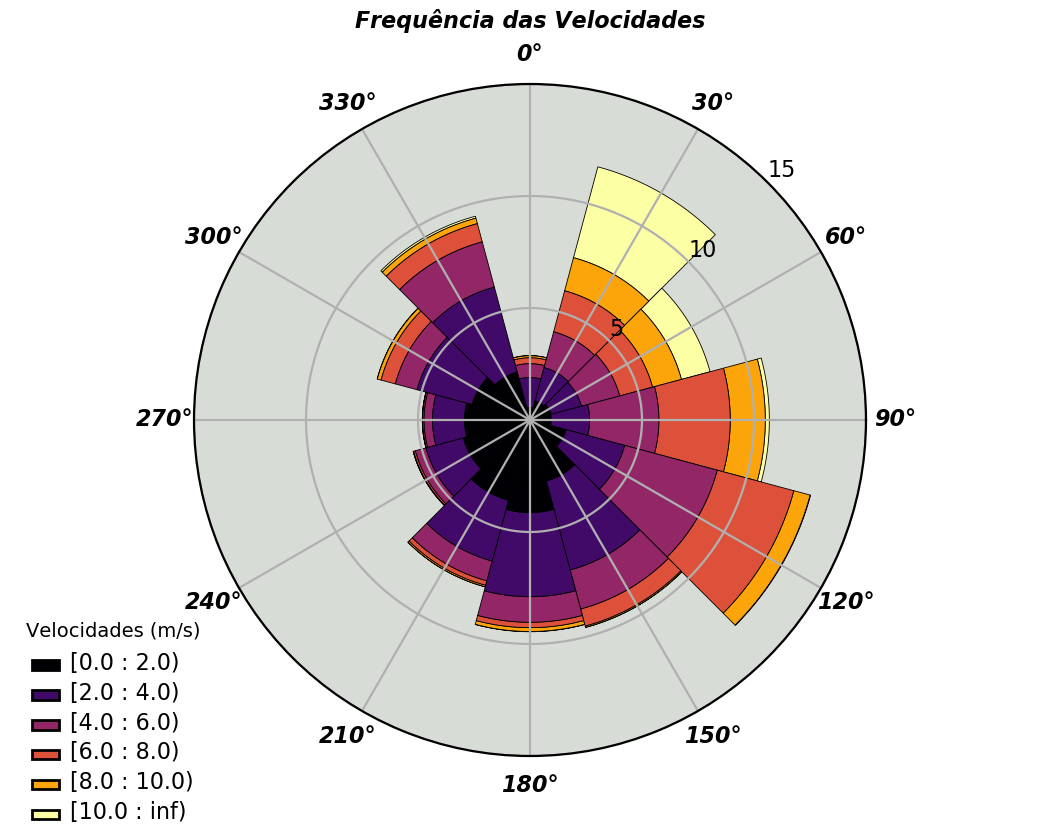 Frequência das Velocidades
0°
330°
30°
15
300°
60°
10
5
270°
90°
240°
120°
210°
150°
180°
Velocidades (m/s)
[0.0 : 2.0)
[2.0 : 4.0)
[4.0 : 6.0)
[6.0 : 8.0)
[8.0 : 10.0)
[10.0 : inf)